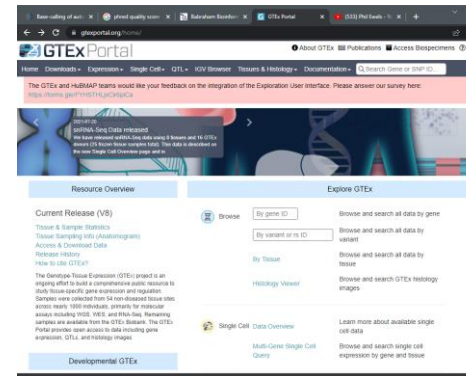 Base calling of auto
phred quality score
Babraham Bioinform
GTEx Portal
gtexportal.org/home/
GTExPortal
About GTEx Publications Access Biospecimens
Home Downloads Expression Single Cell QTL IGV Browser Tissues & Histology Documentation
Search Gene or SNP ID...
The GTEx and HuBMAP teams would like your feedback on the integration of the Exploration User Interface. Please answer our survey here:
2021-07-20
snRNA-Seq Data released
We have released snRNA-Seq data using 8 tissues and 16 GTEx
donors (25 frozen tissue samples total). This data is described on
the new Single Cell Overview page and in
Resource Overview
Current Release (V8)
Tissue & Sample Statistics
Tissue Sampling Info (Anatomogram)
Access & Download Data
Release History
How to cite GTEx?
The Genotype-Tissue Expression (GTEx) project is an
ongoing effort to build a comprehensive public resource to
study tissue-specific gene expression and regulation.
Samples were collected from 54 non-diseased tissue sites
across nearly 1000 individuals, primarily for molecular
assays including WGS, WES, and RNA-Seq. Remaining
samples are available from the GTEx Biobank. The GTEx
Portal provides open access to data including gene
expression, QTLs, and histology images.
Developmental GTEx
Explore GTEx
Browse
By gene ID
Browse and search all data by gene
By variant or rs ID
Browse and search all data by
variant
By Tissue
Browse and search all data by
tissue
Histology Viewer
Browse and search GTEx histology
images
Single Cell
Data Overview
Learn more about available single
cell data
Multi-Gene Single Cell
Query
Browse and search single cell
expression by gene and tissue